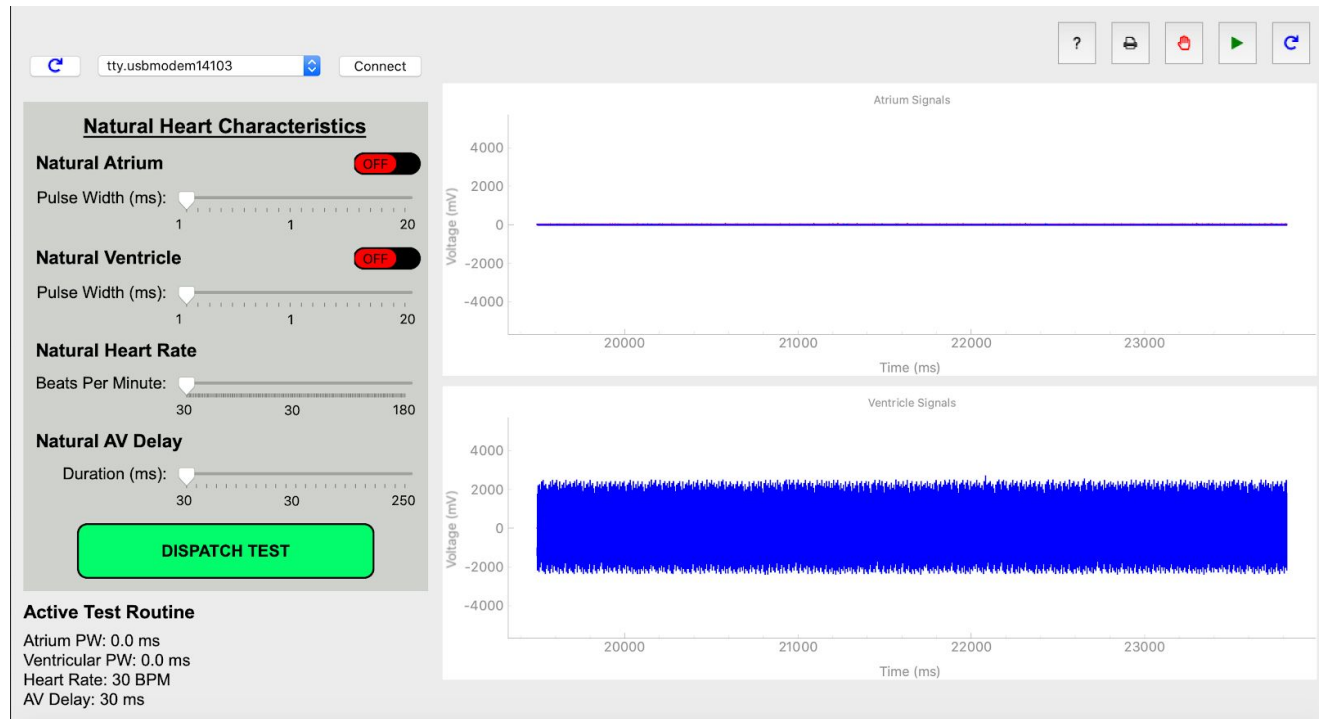 ?
tty.usbmodem14103
Connect
Natural Heart Characteristics
Natural Atrium
OFF
Pulse Width (ms):
1 1 20
Natural Ventricle
OFF
Pulse Width (ms):
1 1 20
Natural Heart Rate
Beats Per Minute:
30 30 180
Natural AV Delay
Duration (ms):
30 30 250
DISPATCH TEST
Active Test Routine
Atrium PW: 0.0 ms
Ventricular PW: 0.0 ms
Heart Rate: 30 BPM
AV Delay: 30 ms
Atrium Signals
Voltage (mV)
4000
2000
0
-2000
-4000
20000 21000 22000 23000
Time (ms)
Ventricle Signals
Voltage (mV)
4000
2000
0
-2000
-4000
20000 21000 22000 23000
Time (ms)